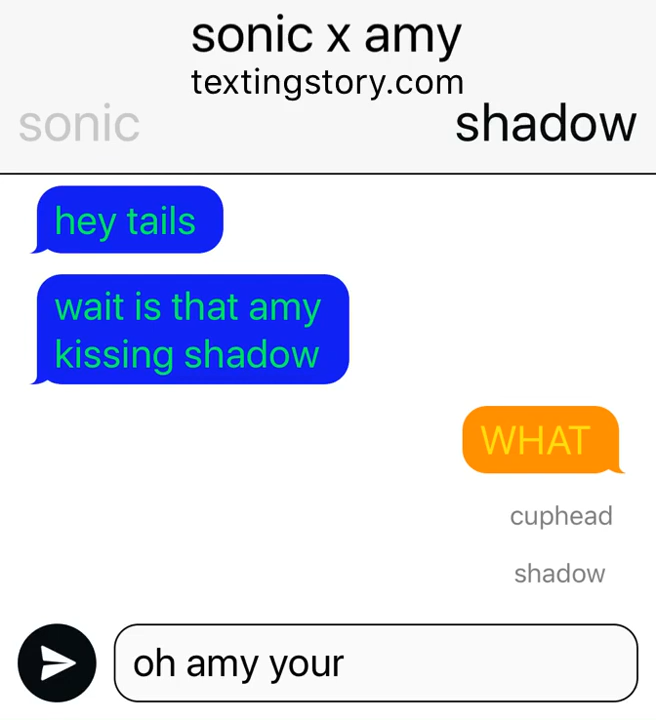 sonic x amy
textingstory.com
sonic
shadow
hey tails
wait is that amy
kissing shadow
WHAT
cuphead
shadow
oh amy your